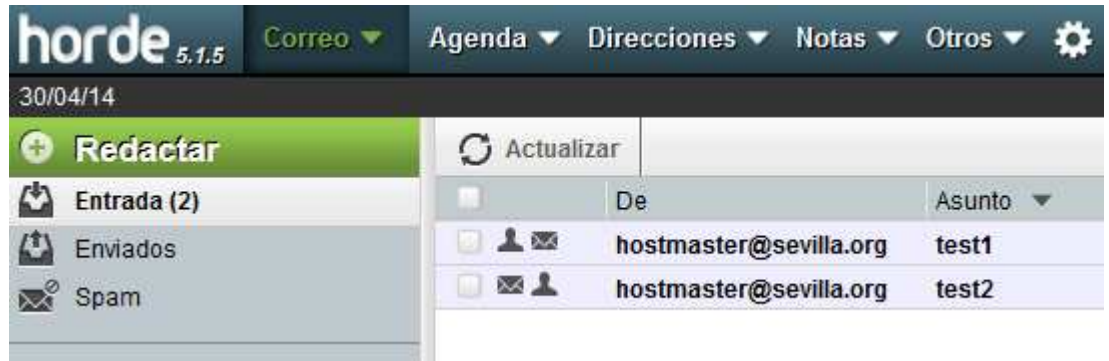 horde 5.1.5 Correo Agenda Direcciones Notas Otros
30/04/14
Redactar
Actualizar
Entrada (2)
De Asunto
Enviados
hostmaster@sevilla.org test1
Spam
hostmaster@sevilla.org test2